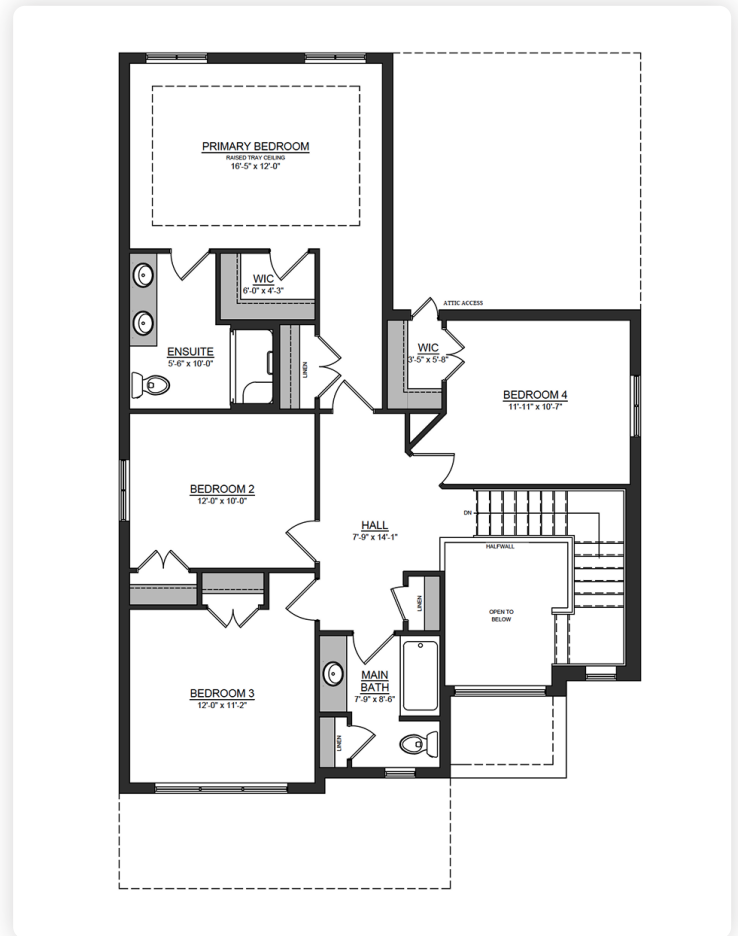 PRIMARY BEDROOM
RAISED TRAY CEILING
16'-5" x 12'-0"
WIC
6'-0" x 4'-3"
ATTIC ACCESS
ENSUITE
5'-6" x 10'-0"
LINEN
WIC
3'-5" x 5'-8"
BEDROOM 4
11'-11" x 10'-7"
BEDROOM 2
12'-0" x 10'-0"
HALL
7'-9" x 14'-1"
DN
HALFWALL
LINEN
OPEN TO
BELOW
BEDROOM 3
12'-0" x 11'-2"
MAIN
BATH
7'-9" x 8'-6"
LINEN